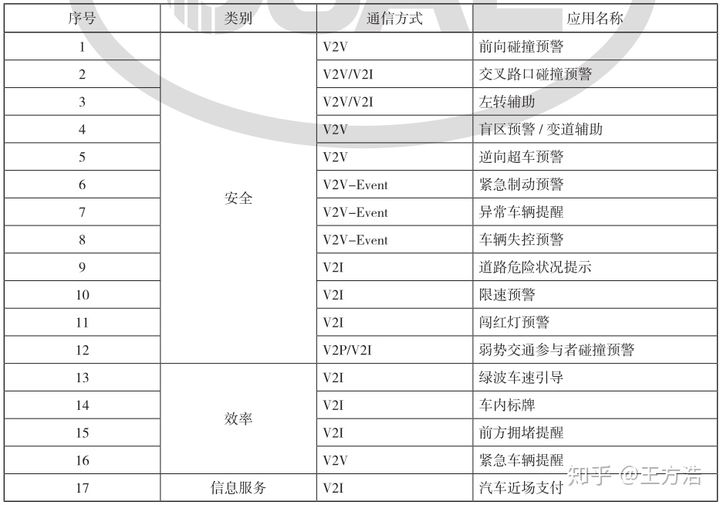 序号 类别 通信方式 应用名称
1 V2V 前向碰撞预警
2 V2V/V2I 交叉路口碰撞预警
3 V2V/V2I 左转辅助
4 V2V 盲区预警 / 变道辅助
5 V2V 逆向超车预警
6 安全 V2V-Event 紧急制动预警
7 V2V-Event 异常车辆提醒
8 V2V-Event 车辆失控预警
9 V2I 道路危险状况提示
10 V2I 限速预警
11 V2I 闯红灯预警
12 V2P/V2I 弱势交通参与者碰撞预警
13 V2I 绿波车速引导
14 效率 V2I 车内标牌
15 V2I 前方拥堵提醒
16 V2V 紧急车辆提醒
17 信息服务 V2I 汽车近场支付
知乎 @王方浩